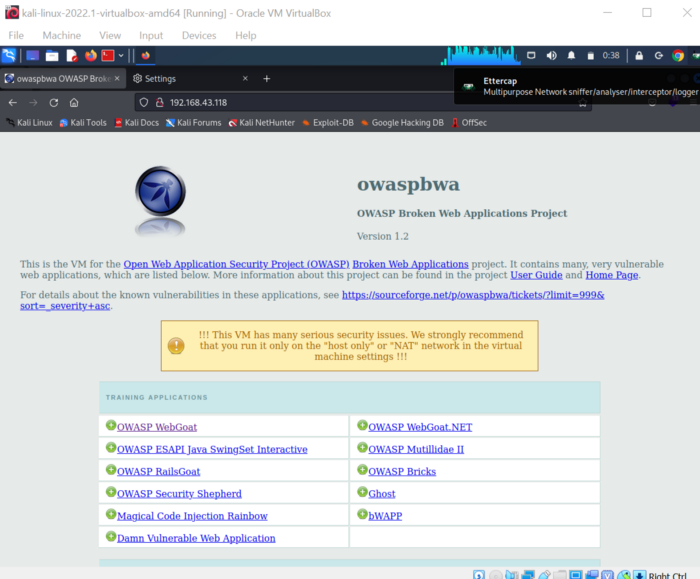 kali-linux-2022.1-virtualbox-amd64 [Running] - Oracle VM VirtualBox
File Machine View Input Devices Help
0:38
owaspbwa OWASP Broke
Settings
Ettercap
Multipurpose Network sniffer/analyser/interceptor/logger
192.168.43.118
Kali Linux Kali Tools Kali Docs Kali Forums Kali NetHunter Exploit-DB Google Hacking DB OffSec
owaspbwa
OWASP Broken Web Applications Project
Version 1.2
This is the VM for the Open Web Application Security Project (OWASP) Broken Web Applications project. It contains many, very vulnerable
web applications, which are listed below. More information about this project can be found in the project User Guide and Home Page.
For details about the known vulnerabilities in these applications, see https://sourceforge.net/p/owaspbwa/tickets/?limit=999&
sort=_severity+asc.
!!! This VM has many serious security issues. We strongly recommend
that you run it only on the "host only" or "NAT" network in the virtual
machine settings !!!
TRAINING APPLICATIONS
OWASP WebGoat
OWASP WebGoat.NET
OWASP ESAPI Java SwingSet Interactive
OWASP Mutillidae II
OWASP RailsGoat
OWASP Bricks
OWASP Security Shepherd
Ghost
Magical Code Injection Rainbow
bWAPP
Damn Vulnerable Web Application
Right Ctrl